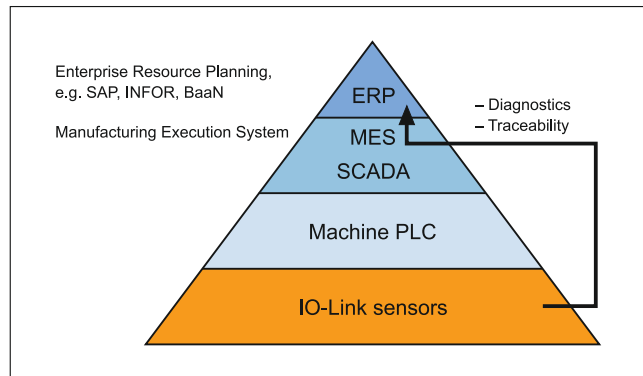 Enterprise Resource Planning,
e.g. SAP, INFOR, BaaN
Manufacturing Execution System
ERP
MES
SCADA
Machine PLC
IO-Link sensors
– Diagnostics
– Traceability